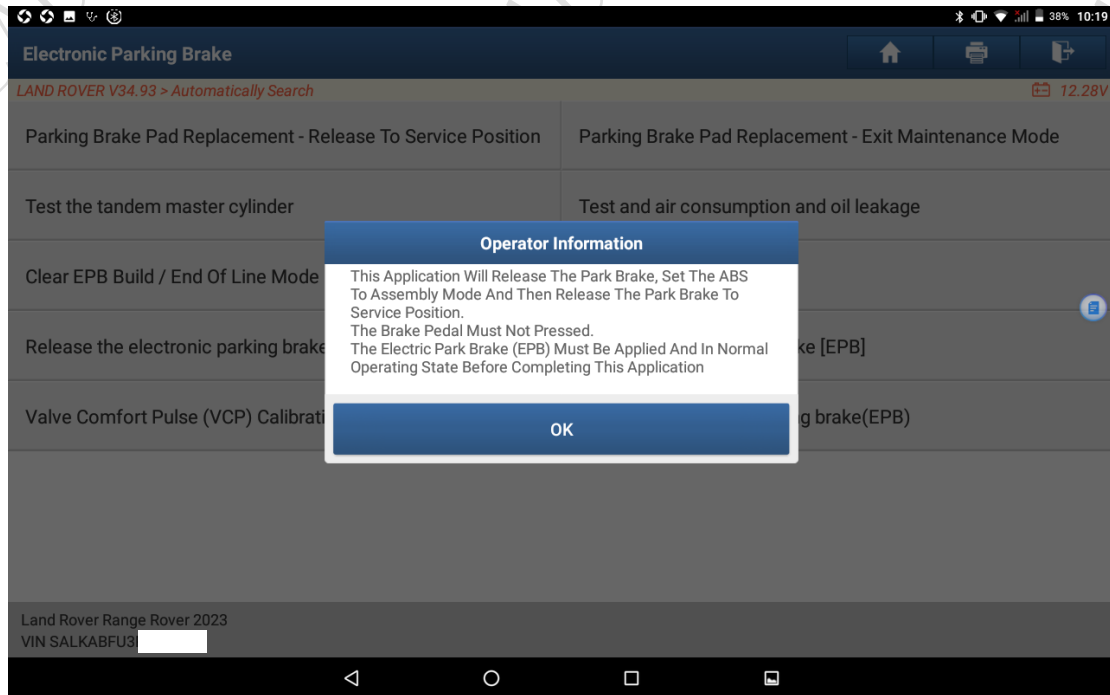 38% 10:19
Electronic Parking Brake
LAND ROVER V34.93 > Automatically Search
12.28V
Parking Brake Pad Replacement - Release To Service Position
Parking Brake Pad Replacement - Exit Maintenance Mode
Test the tandem master cylinder
Test and air consumption and oil leakage
Operator Information
Clear EPB Build / End Of Line Mode
This Application Will Release The Park Brake, Set The ABS
To Assembly Mode And Then Release The Park Brake To
Service Position.
The Brake Pedal Must Not Pressed.
The Electric Park Brake (EPB) Must Be Applied And In Normal
Operating State Before Completing This Application
Release the electronic parking brake
ke [EPB]
Valve Comfort Pulse (VCP) Calibrati
OK
g brake(EPB)
Land Rover Range Rover 2023
VIN SALKABFU3